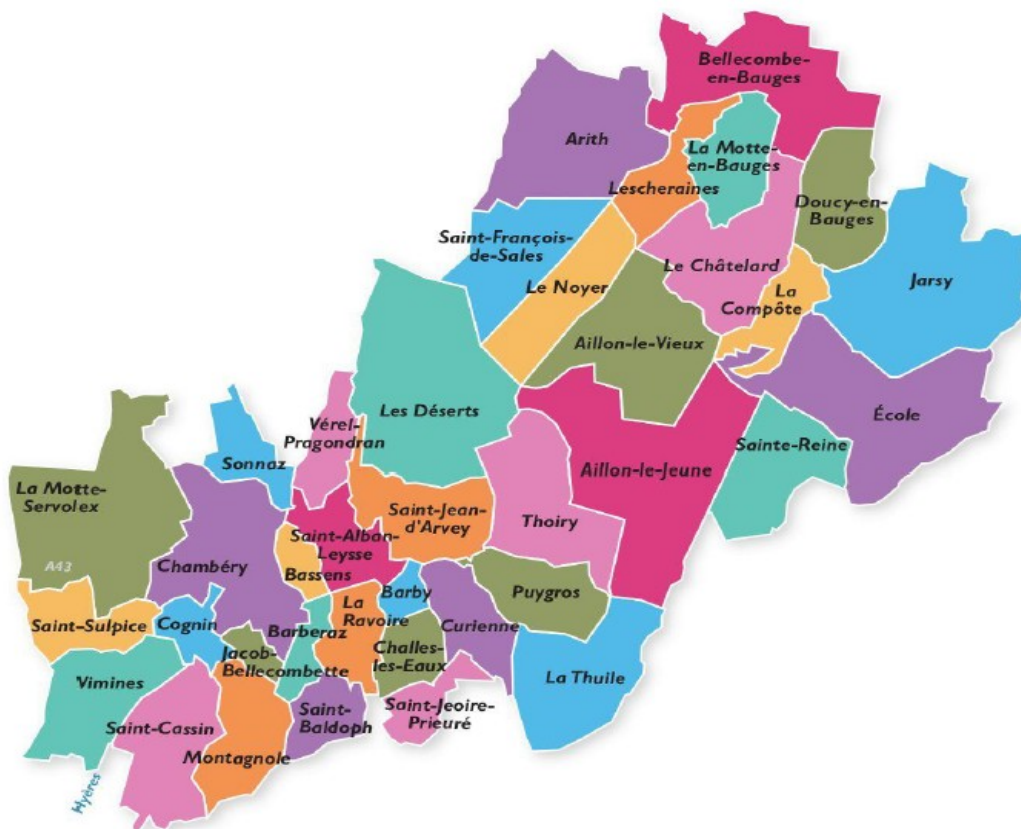 Bellecombe-
en-Bauges
Arith
La Motte-
en-Bauges
Lescheraines
Doucy-en-
Bauges
Saint-François-
de-Sales
Le Châtelard
Jarsy
Le Noyer
La
Compôte
Aillon-le-Vieux
Les Déserts
École
Vérel-
Pragondran
Sainte-Reine
Sonnaz
Aillon-le-Jeune
La Motte-
Servolex
Saint-Jean-
d'Arvey
Thoiry
Saint-Alban-
Leysse
A43
Chambéry
Bassens
Barby
Puygros
La
Ravoire
Saint-Sulpice
Cognin
Barberaz
Curienne
Challes-
les-Eaux
Jacob-
Bellecombette
Vimines
La Thuile
Saint-Jeoire-
Prieuré
Saint-
Baldoph
Saint-Cassin
Montagnole
Hyères